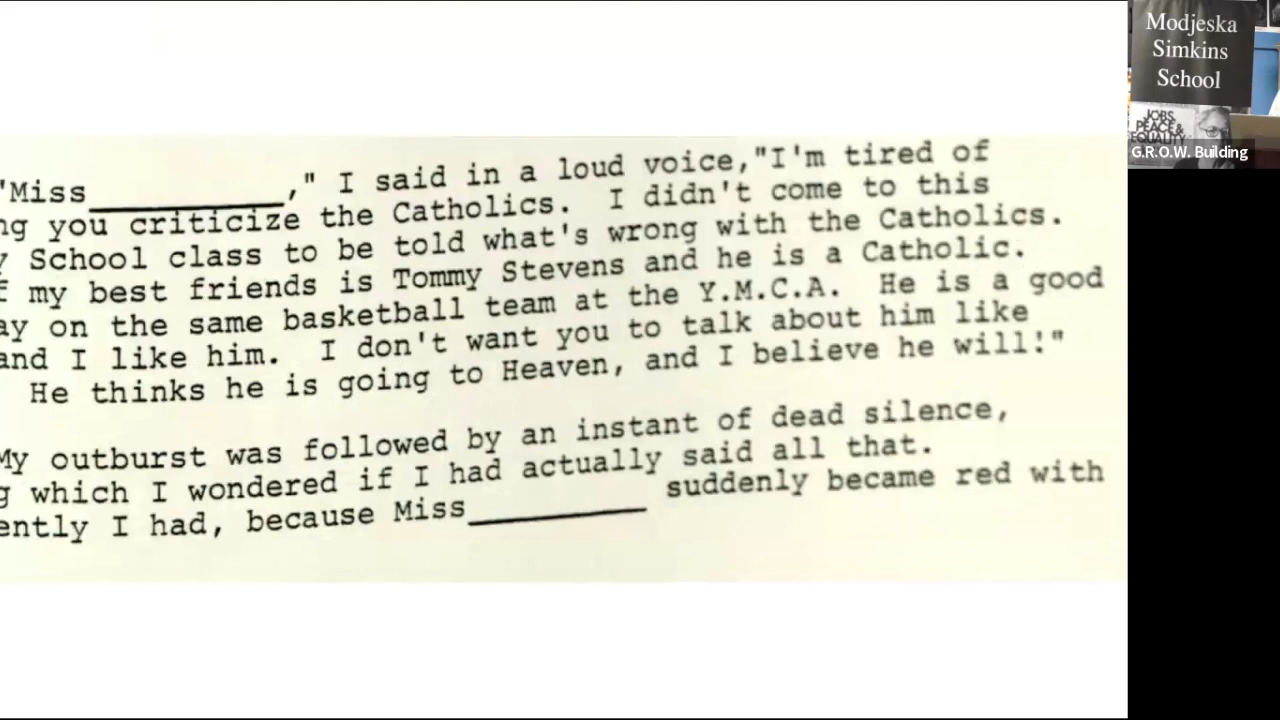 "Miss__________," I said in a loud voice,"I'm tired of
ng you criticize the Catholics. I didn't come to this
y School class to be told what's wrong with the Catholics.
f my best friends is Tommy Stevens and he is a Catholic.
ay on the same basketball team at the Y.M.C.A. He is a good
and I like him. I don't want you to talk about him like
He thinks he is going to Heaven, and I believe he will!"
My outburst was followed by an instant of dead silence,
g which I wondered if I had actually said all that.
ently I had, because Miss__________ suddenly became red with
Modjeska
Simkins
School
JOBS,
PEACE &
EQUALITY
G.R.O.W. Building